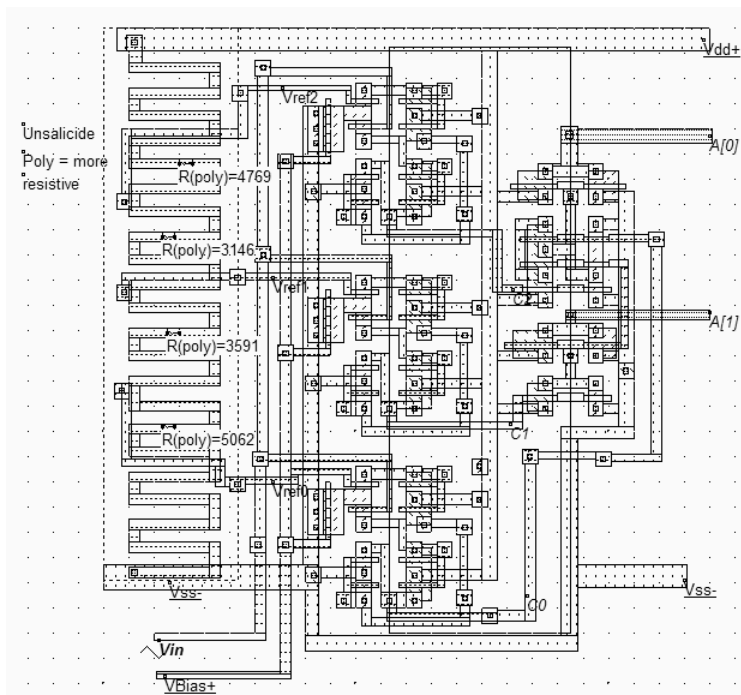 Vdd+
Vref2
Unsalicide
Poly = more
resistive
A[0]
R(poly)=4769
R(poly)=3146
Vref1
C2
A[1]
R(poly)=3591
R(poly)=5062
C1
Vref0
Vss-
Vss-
C0
Vin
VBias+